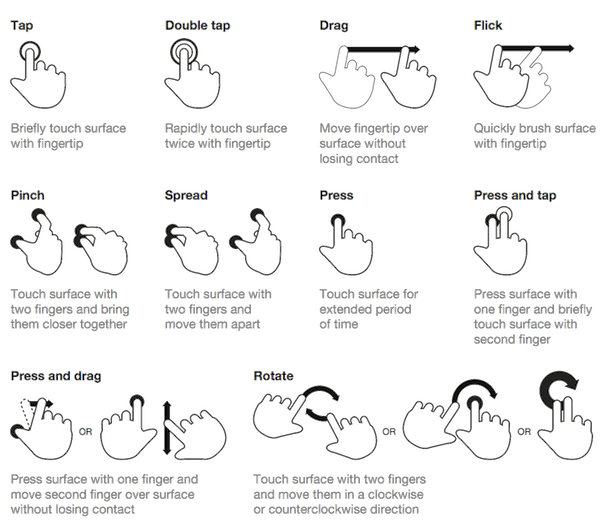 Tap
Double tap
Drag
Flick
Briefly touch surface
with fingertip
Rapidly touch surface
twice with fingertip
Move fingertip over
surface without
losing contact
Quickly brush surface
with fingertip
Pinch
Spread
Press
Press and tap
Touch surface with
two fingers and bring
them closer together
Touch surface with
two fingers and
move them apart
Touch surface for
extended period
of time
Press surface with
one finger and briefly
touch surface with
second finger
Press and drag
Rotate
OR
OR
OR
Press surface with one finger and
move second finger over surface
without losing contact
Touch surface with two fingers
and move them in a clockwise
or counterclockwise direction